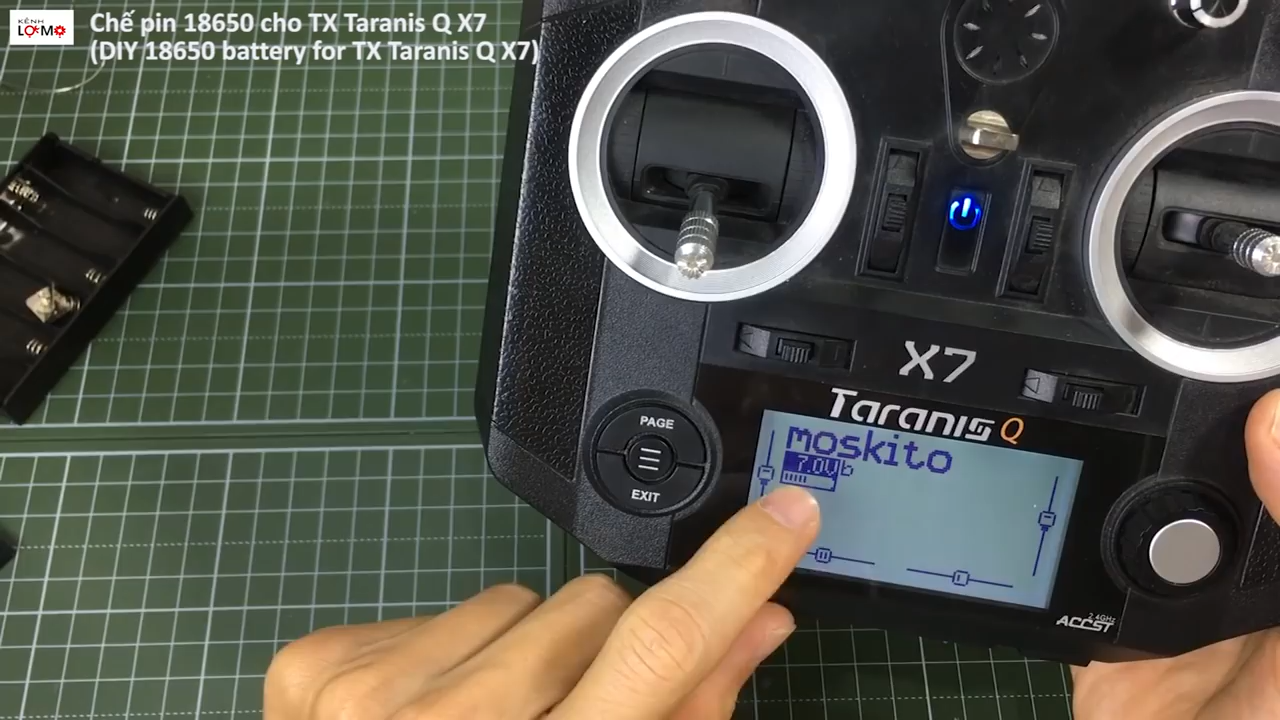 KÊNH
LOMO
Chế pin 18650 cho TX Taranis Q X7
(DIY 18650 battery for TX Taranis Q X7)
X7
Taranis Q
PAGE
EXIT
moskito
7.0V
ACCST
2.4GHz